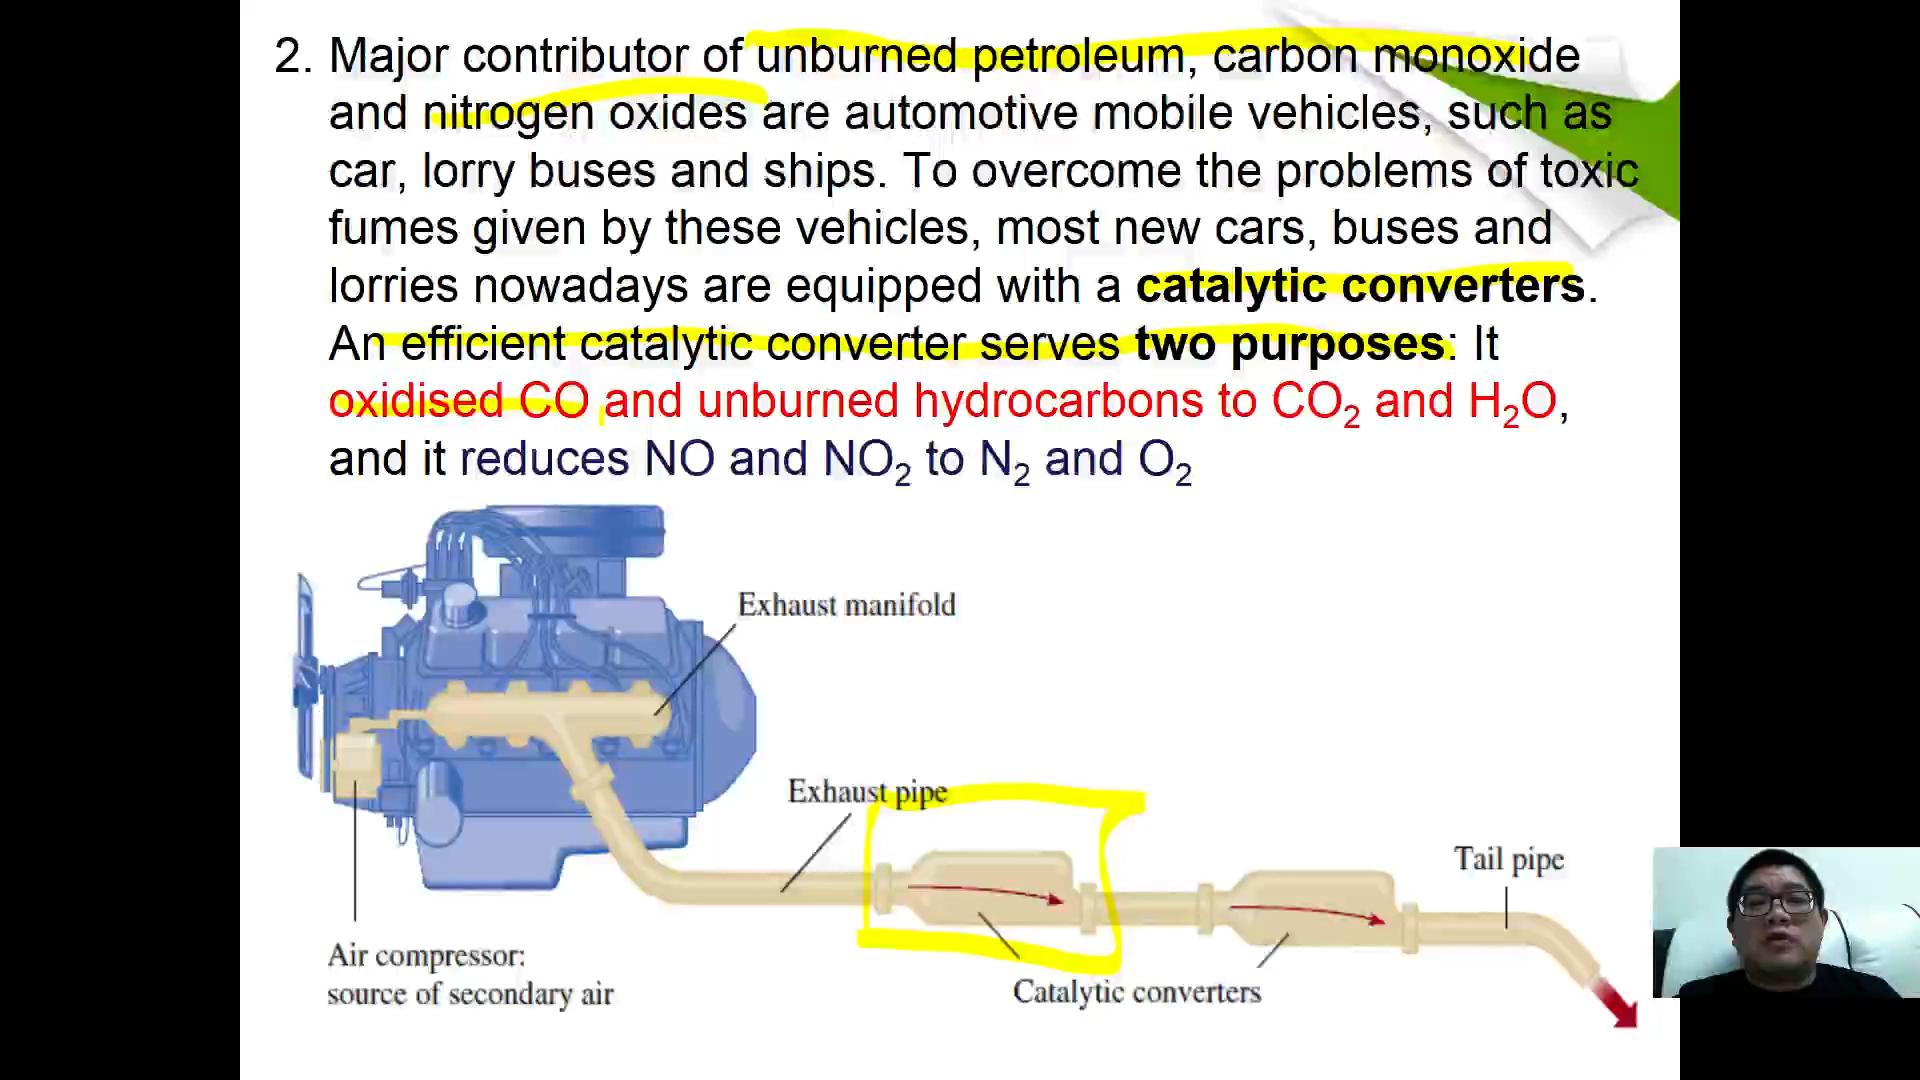 2. Major contributor of unburned petroleum, carbon monoxide
and nitrogen oxides are automotive mobile vehicles, such as
car, lorry buses and ships. To overcome the problems of toxic
fumes given by these vehicles, most new cars, buses and
lorries nowadays are equipped with a catalytic converters.
An efficient catalytic converter serves two purposes: It
oxidised CO and unburned hydrocarbons to CO₂ and H₂O,
and it reduces NO and NO₂ to N₂ and O₂
Exhaust manifold
Exhaust pipe
Tail pipe
Air compressor:
source of secondary air
Catalytic converters